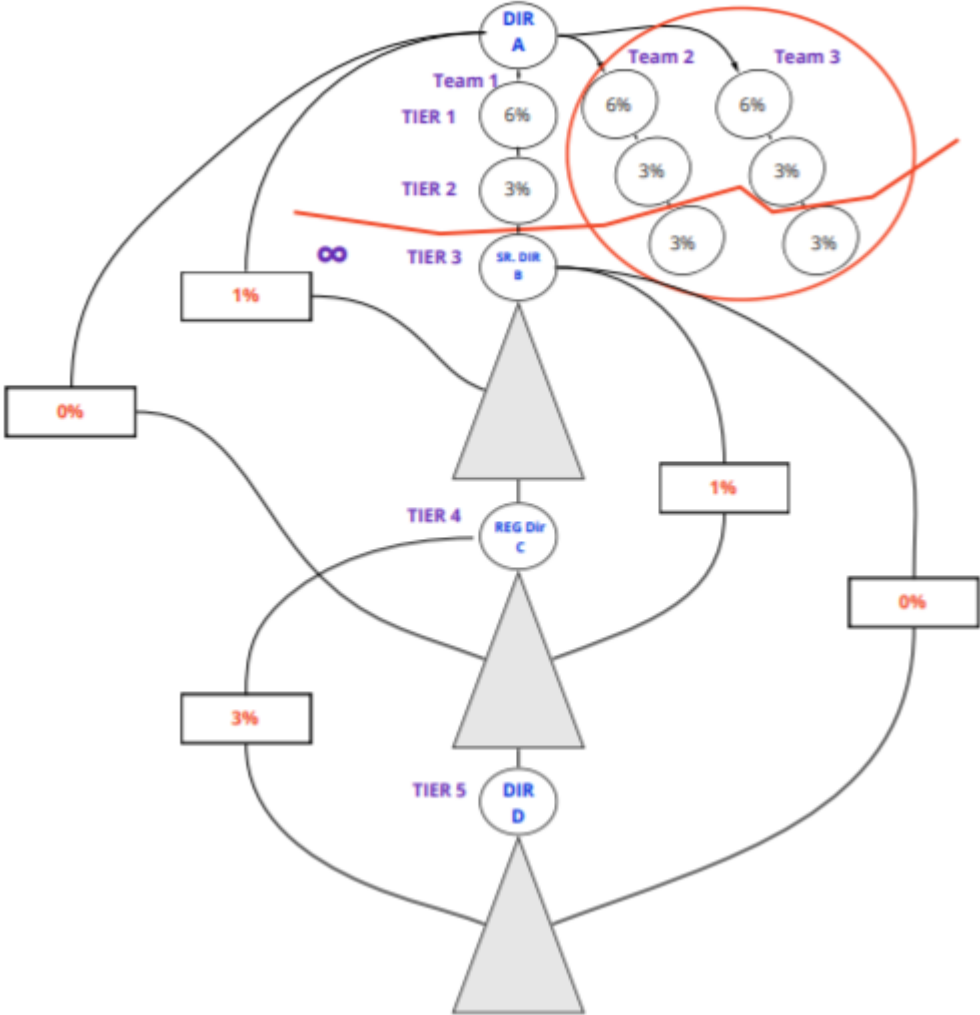 DIR
A
Team 1
Team 2
Team 3
TIER 1
6%
6%
6%
TIER 2
3%
3%
3%
∞
TIER 3
SR. DIR
B
3%
3%
1%
0%
1%
TIER 4
REG Dir
C
0%
3%
TIER 5
DIR
D